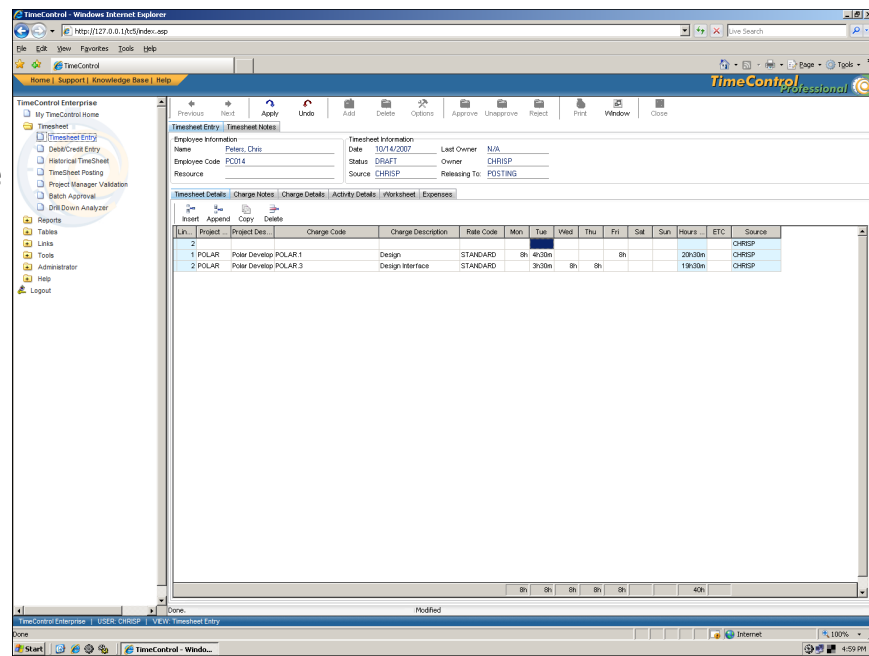 TimeControl - Windows Internet Explorer
http://127.0.0.1/tc5/index.asp
Live Search
File Edit View Favorites Tools Help
TimeControl
Page Tools
Home | Support | Knowledge Base | Help
TimeControl
Professional
TimeControl Enterprise
My TimeControl Home
Timesheet
Timesheet Entry
Debit/Credit Entry
Historical TimeSheet
TimeSheet Posting
Project Manager Validation
Batch Approval
Drill Down Analyzer
Reports
Tables
Links
Tools
Administrator
Help
Logout
Previous Next Apply Undo Add Delete Options Approve Unapprove Reject Print Window Close
Timesheet Entry Timesheet Notes
Employee Information Timesheet Information
Name Peters, Chris Date 10/14/2007 Last Owner N/A
Employee Code PC014 Status DRAFT Owner CHRISP
Resource Source CHRISP Releasing To: POSTING
Timesheet Details Charge Notes Charge Details Activity Details Worksheet Expenses
Insert Append Copy Delete
Lin... Project ... Project Des... Charge Code Charge Description Rate Code Mon Tue Wed Thu Fri Sat Sun Hours ... ETC Source
2 CHRISP
1 POLAR Polar Develop POLAR.1 Design STANDARD 8h 4h30m 8h 20h30m CHRISP
2 POLAR Polar Develop POLAR.3 Design Interface STANDARD 3h30m 8h 8h 19h30m CHRISP
8h 8h 8h 8h 8h 40h
Done. Modified
TimeControl Enterprise | USER: CHRISP | VIEW: Timesheet Entry
Done Internet 100%
Start TimeControl - Windo... 4:59 PM